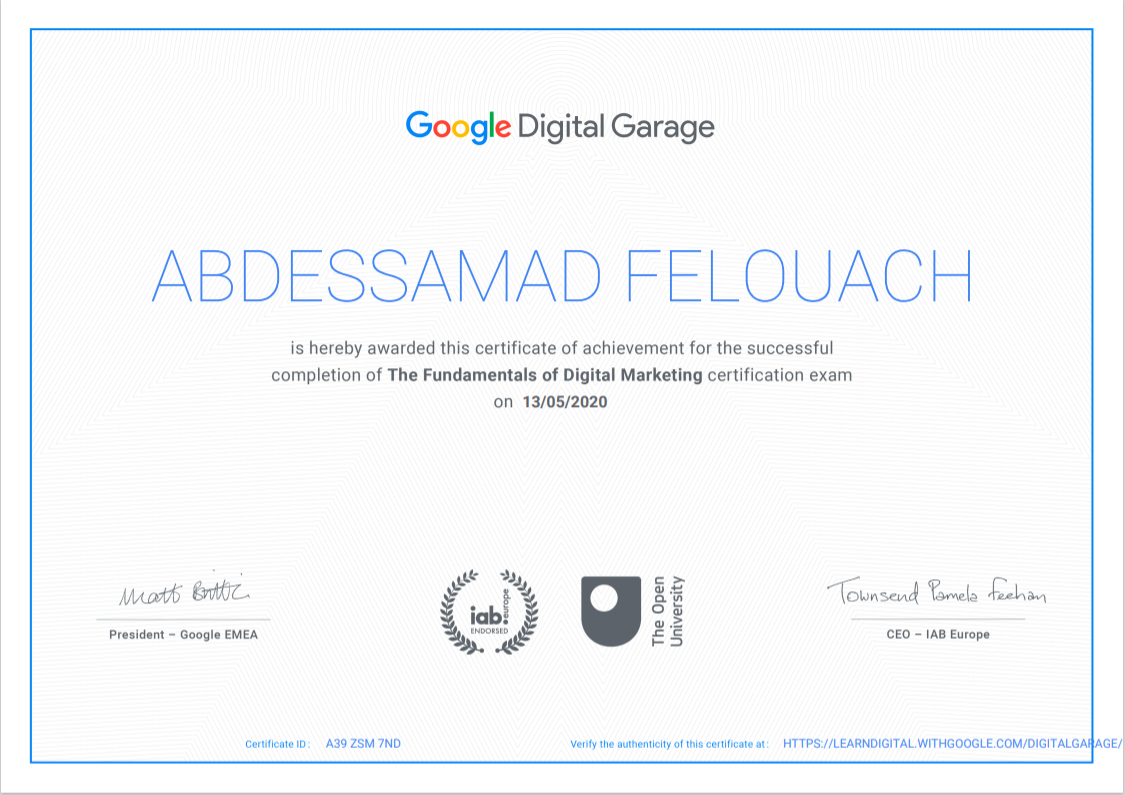 Google Digital Garage
ABDESSAMAD FELOUACH
is hereby awarded this certificate of achievement for the successful
completion of The Fundamentals of Digital Marketing certification exam
on 13/05/2020
Matt Brittin
President – Google EMEA
iab.europe
ENDORSED
The Open
University
Townsend Pamela Feehan
CEO – IAB Europe
Certificate ID: A39 ZSM 7ND
Verify the authenticity of this certificate at: HTTPS://LEARNDIGITAL.WITHGOOGLE.COM/DIGITALGARAGE/